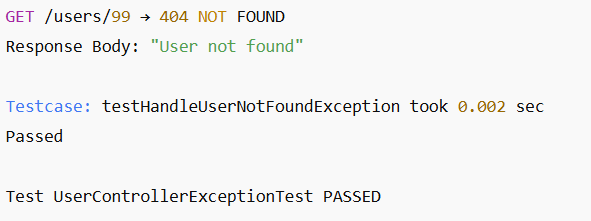 GET /users/99 → 404 NOT FOUND
Response Body: "User not found"
Testcase: testHandleUserNotFoundException took 0.002 sec
Passed
Test UserControllerExceptionTest PASSED